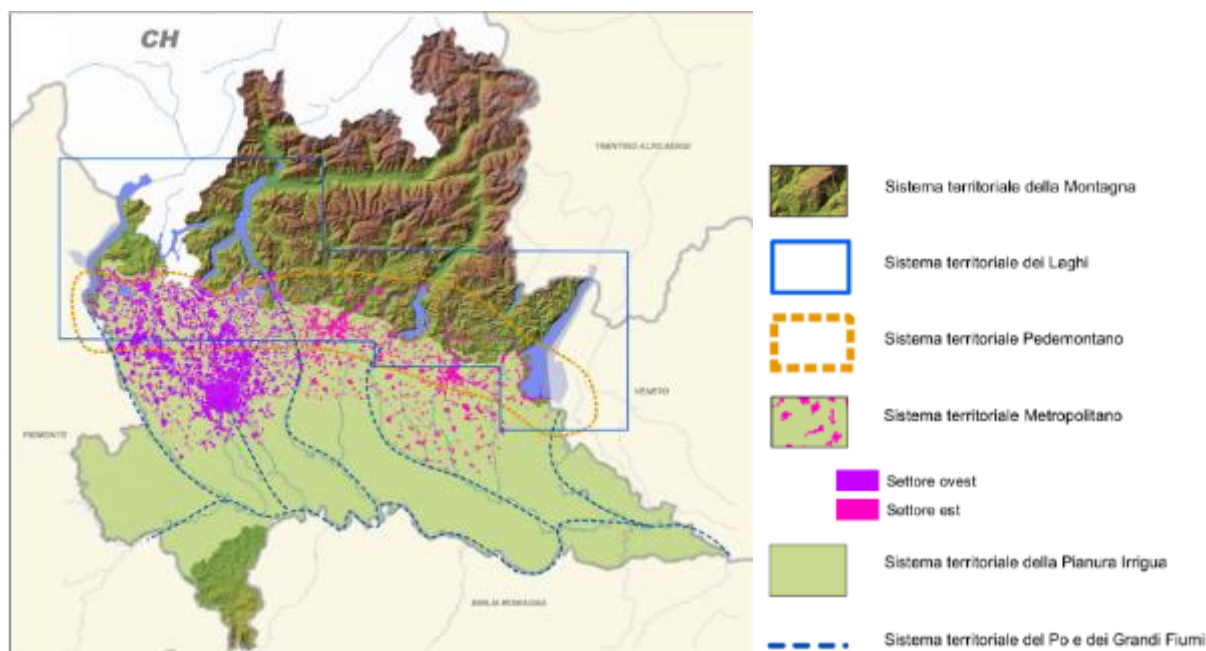 CH
TRENTINO ALTO ADIGE
VENETO
PIEMONTE
EMILIA ROMAGNA
Sistema territoriale della Montagna
Sistema territoriale dei Laghi
Sistema territoriale Pedemontano
Sistema territoriale Metropolitano
Settore ovest
Settore est
Sistema territoriale della Pianura Irrigua
Sistema territoriale del Po e dei Grandi Fiumi